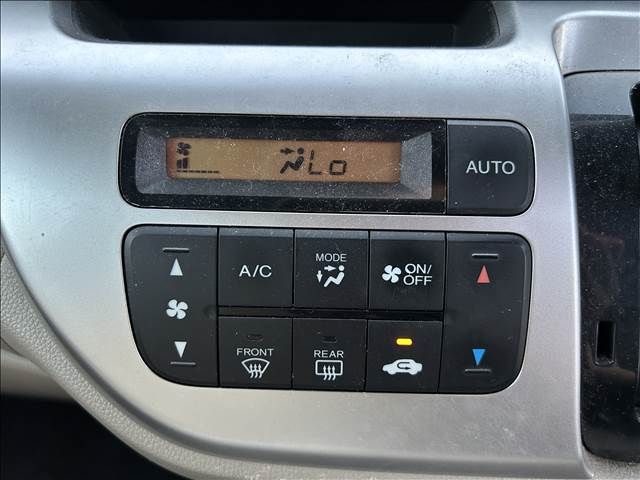 Lo
AUTO
A/C
MODE
ON/
OFF
FRONT
REAR